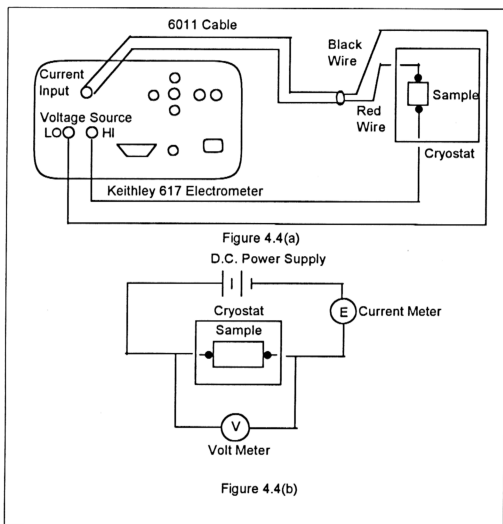 6011 Cable
Black
Wire
Current
Input
Voltage Source
LO HI
Red
Wire
Sample
Cryostat
Keithley 617 Electrometer
Figure 4.4(a)
D.C. Power Supply
Cryostat
Sample
E Current Meter
V
Volt Meter
Figure 4.4(b)